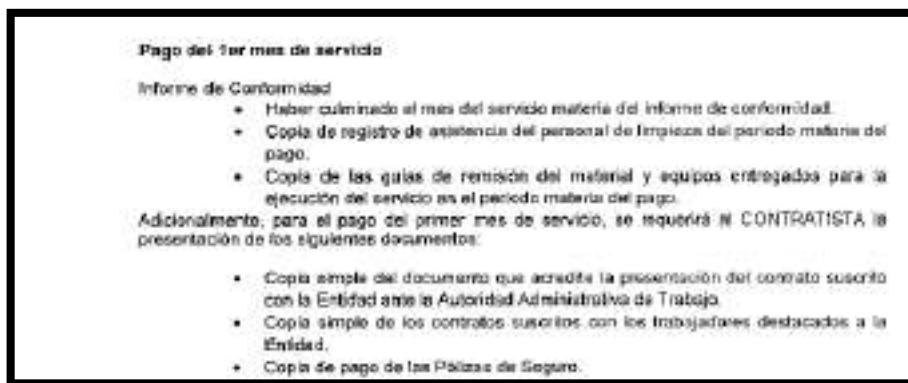 Pago del 1er mes de servicio
Informe de Conformidad
• Haber culminado el mes del servicio materia del informe de conformidad.
• Copia de registro de asistencia del personal de limpieza del periodo materia del
pago.
• Copia de las guías de remisión del material y equipos entregados para la
ejecución del servicio en el periodo materia del pago.
Adicionalmente, para el pago del primer mes de servicio, se requerirá al CONTRATISTA la
presentación de los siguientes documentos:
• Copia simple del documento que acredite la presentación del contrato suscrito
con la Entidad ante la Autoridad Administrativa de Trabajo.
• Copia simple de los contratos suscritos con los trabajadores destacados a la
Entidad.
• Copia de pago de las Pólizas de Seguro.